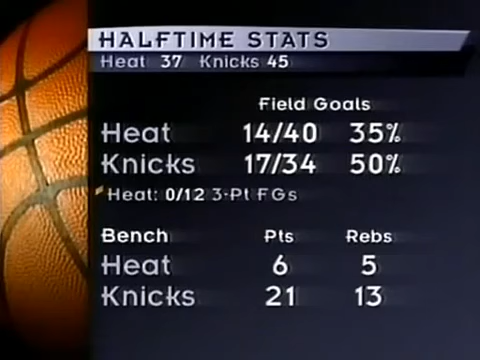 HALFTIME STATS
Heat 37 Knicks 45
Field Goals
Heat 14/40 35%
Knicks 17/34 50%
Heat: 0/12 3-Pt FGs
Bench Pts Rebs
Heat 6 5
Knicks 21 13